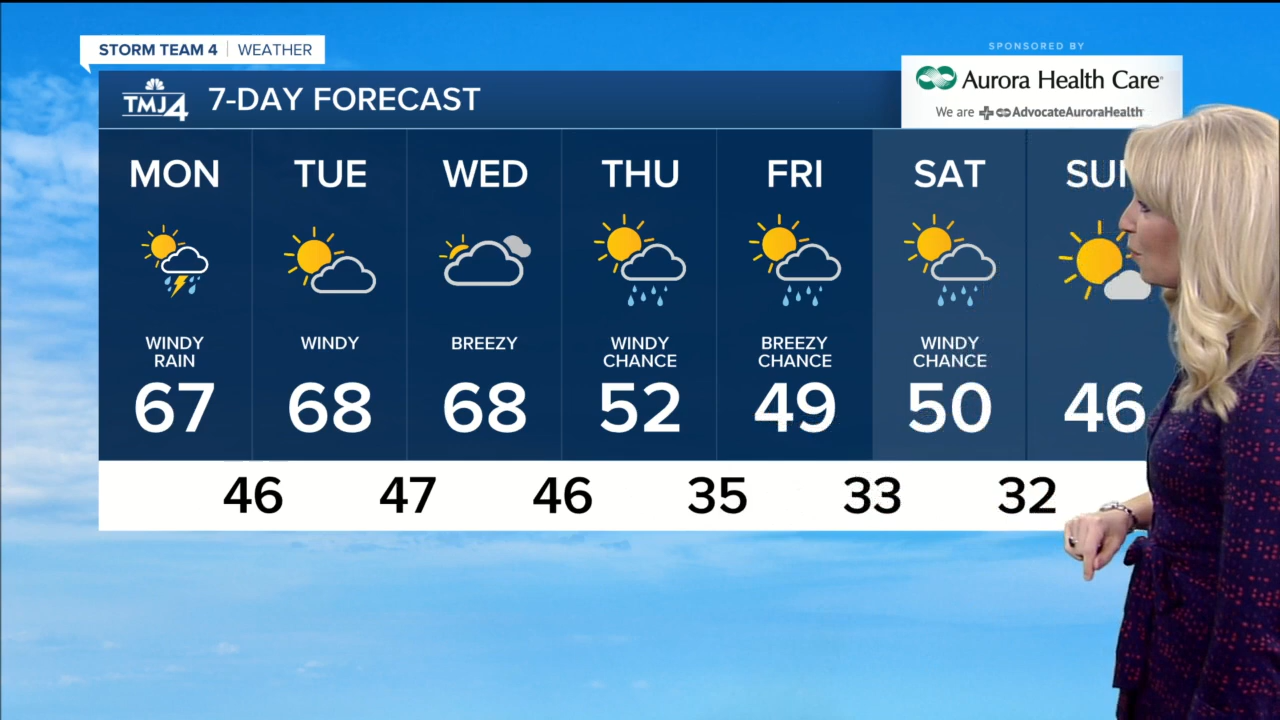 STORM TEAM 4 | WEATHER
SPONSORED BY
Aurora Health Care®
We are AdvocateAuroraHealth
TMJ4 7-DAY FORECAST
MON TUE WED THU FRI SAT SUN
WINDY WINDY BREEZY WINDY BREEZY WINDY
RAIN CHANCE CHANCE CHANCE
67 68 68 52 49 50 46
46 47 46 35 33 32